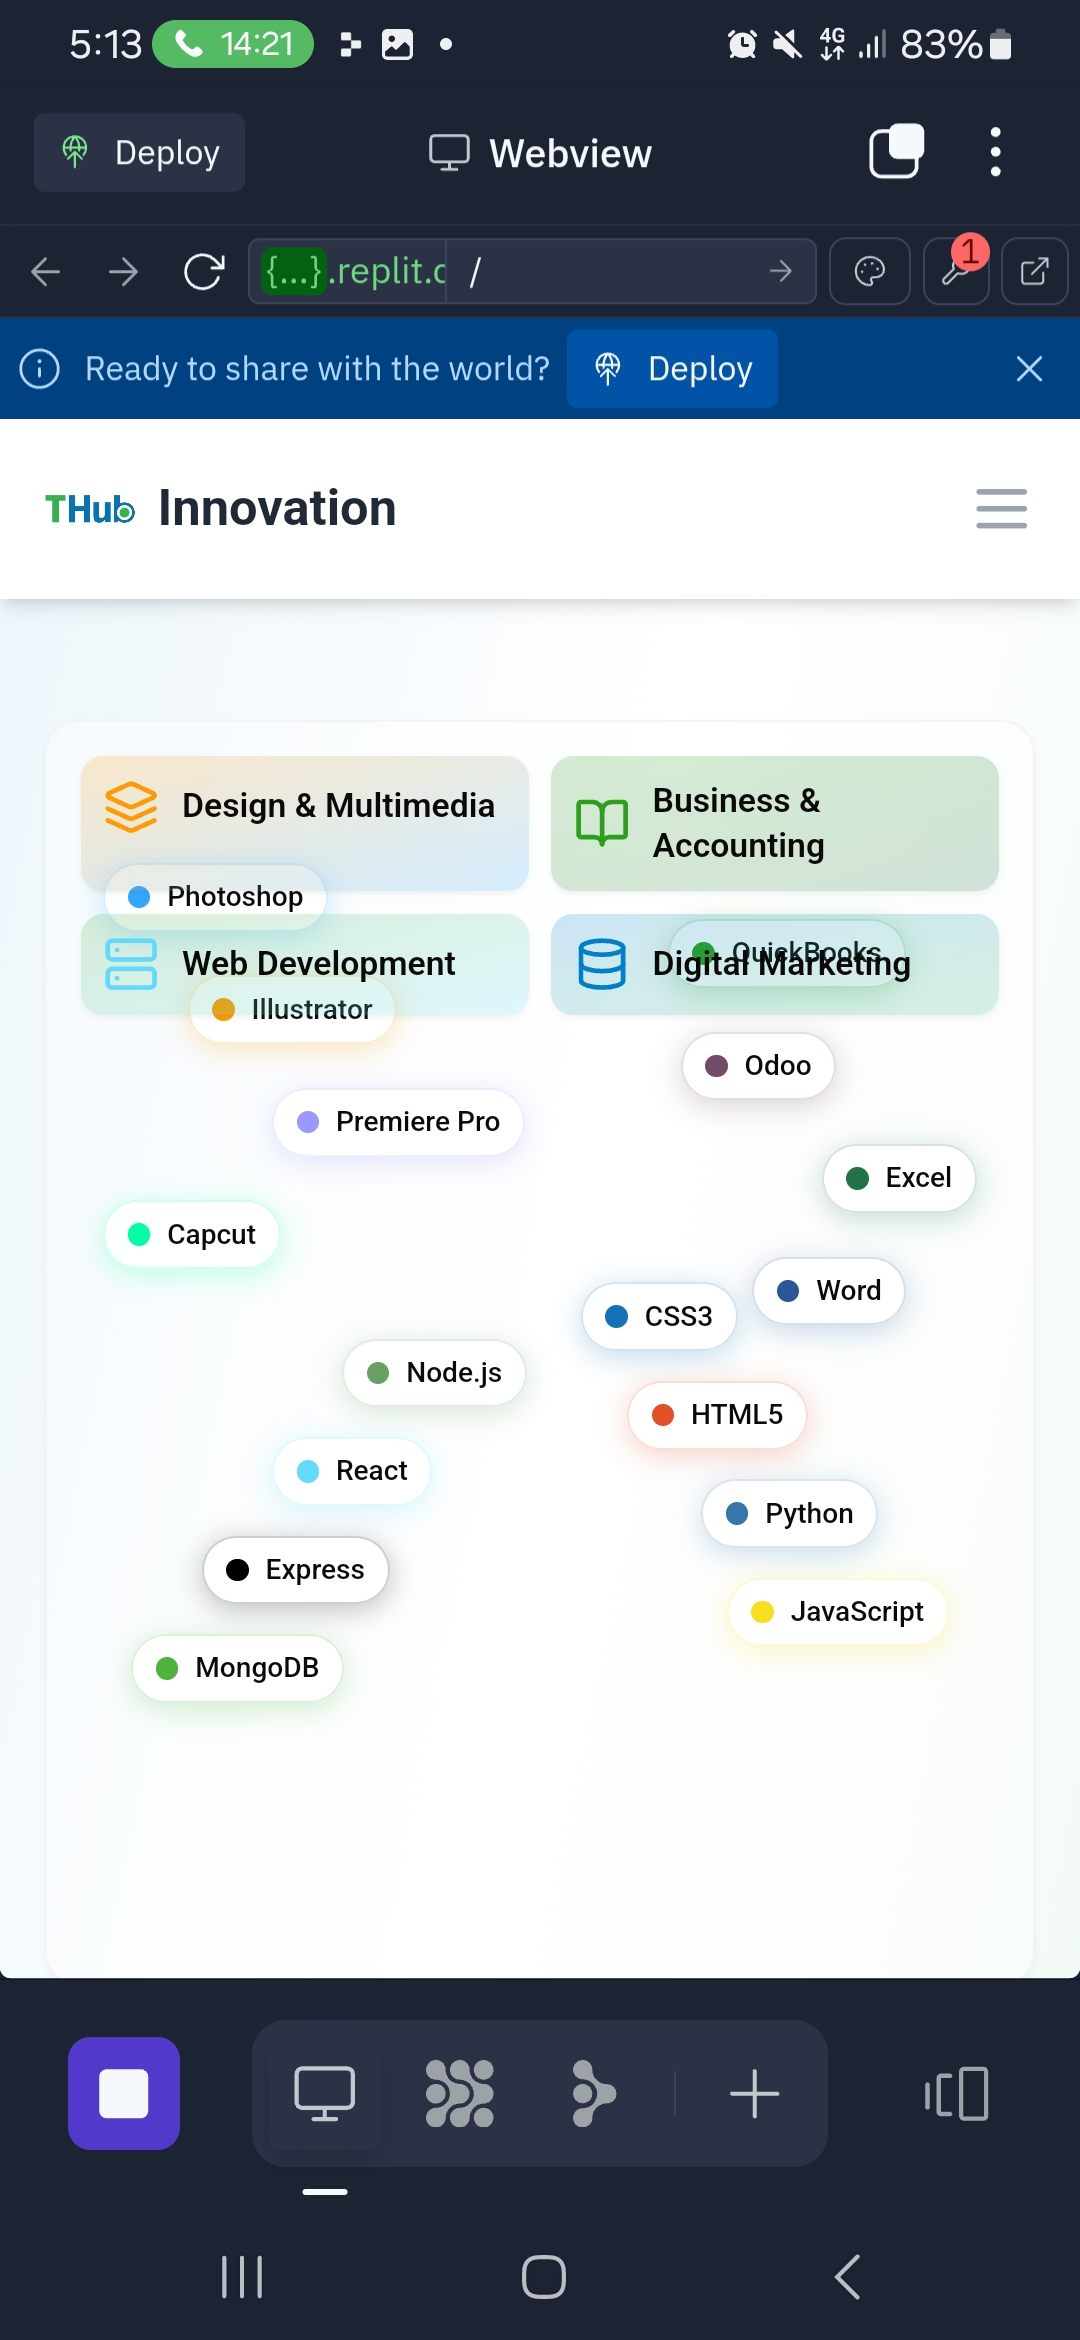 5:13
14:21
4G
83%
Deploy
Webview
{...}.replit.c
/
1
Ready to share with the world?
Deploy
THub
Innovation
Design & Multimedia
Business &
Accounting
Photoshop
QuickBooks
Web Development
Digital Marketing
Illustrator
Odoo
Premiere Pro
Excel
Capcut
Word
CSS3
Node.js
HTML5
React
Python
Express
JavaScript
MongoDB